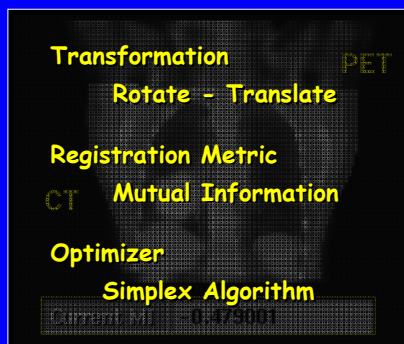 Transformation
PET
Rotate - Translate
Registration Metric
CT
Mutual Information
Optimizer
Simplex Algorithm
Current MI -0.479001